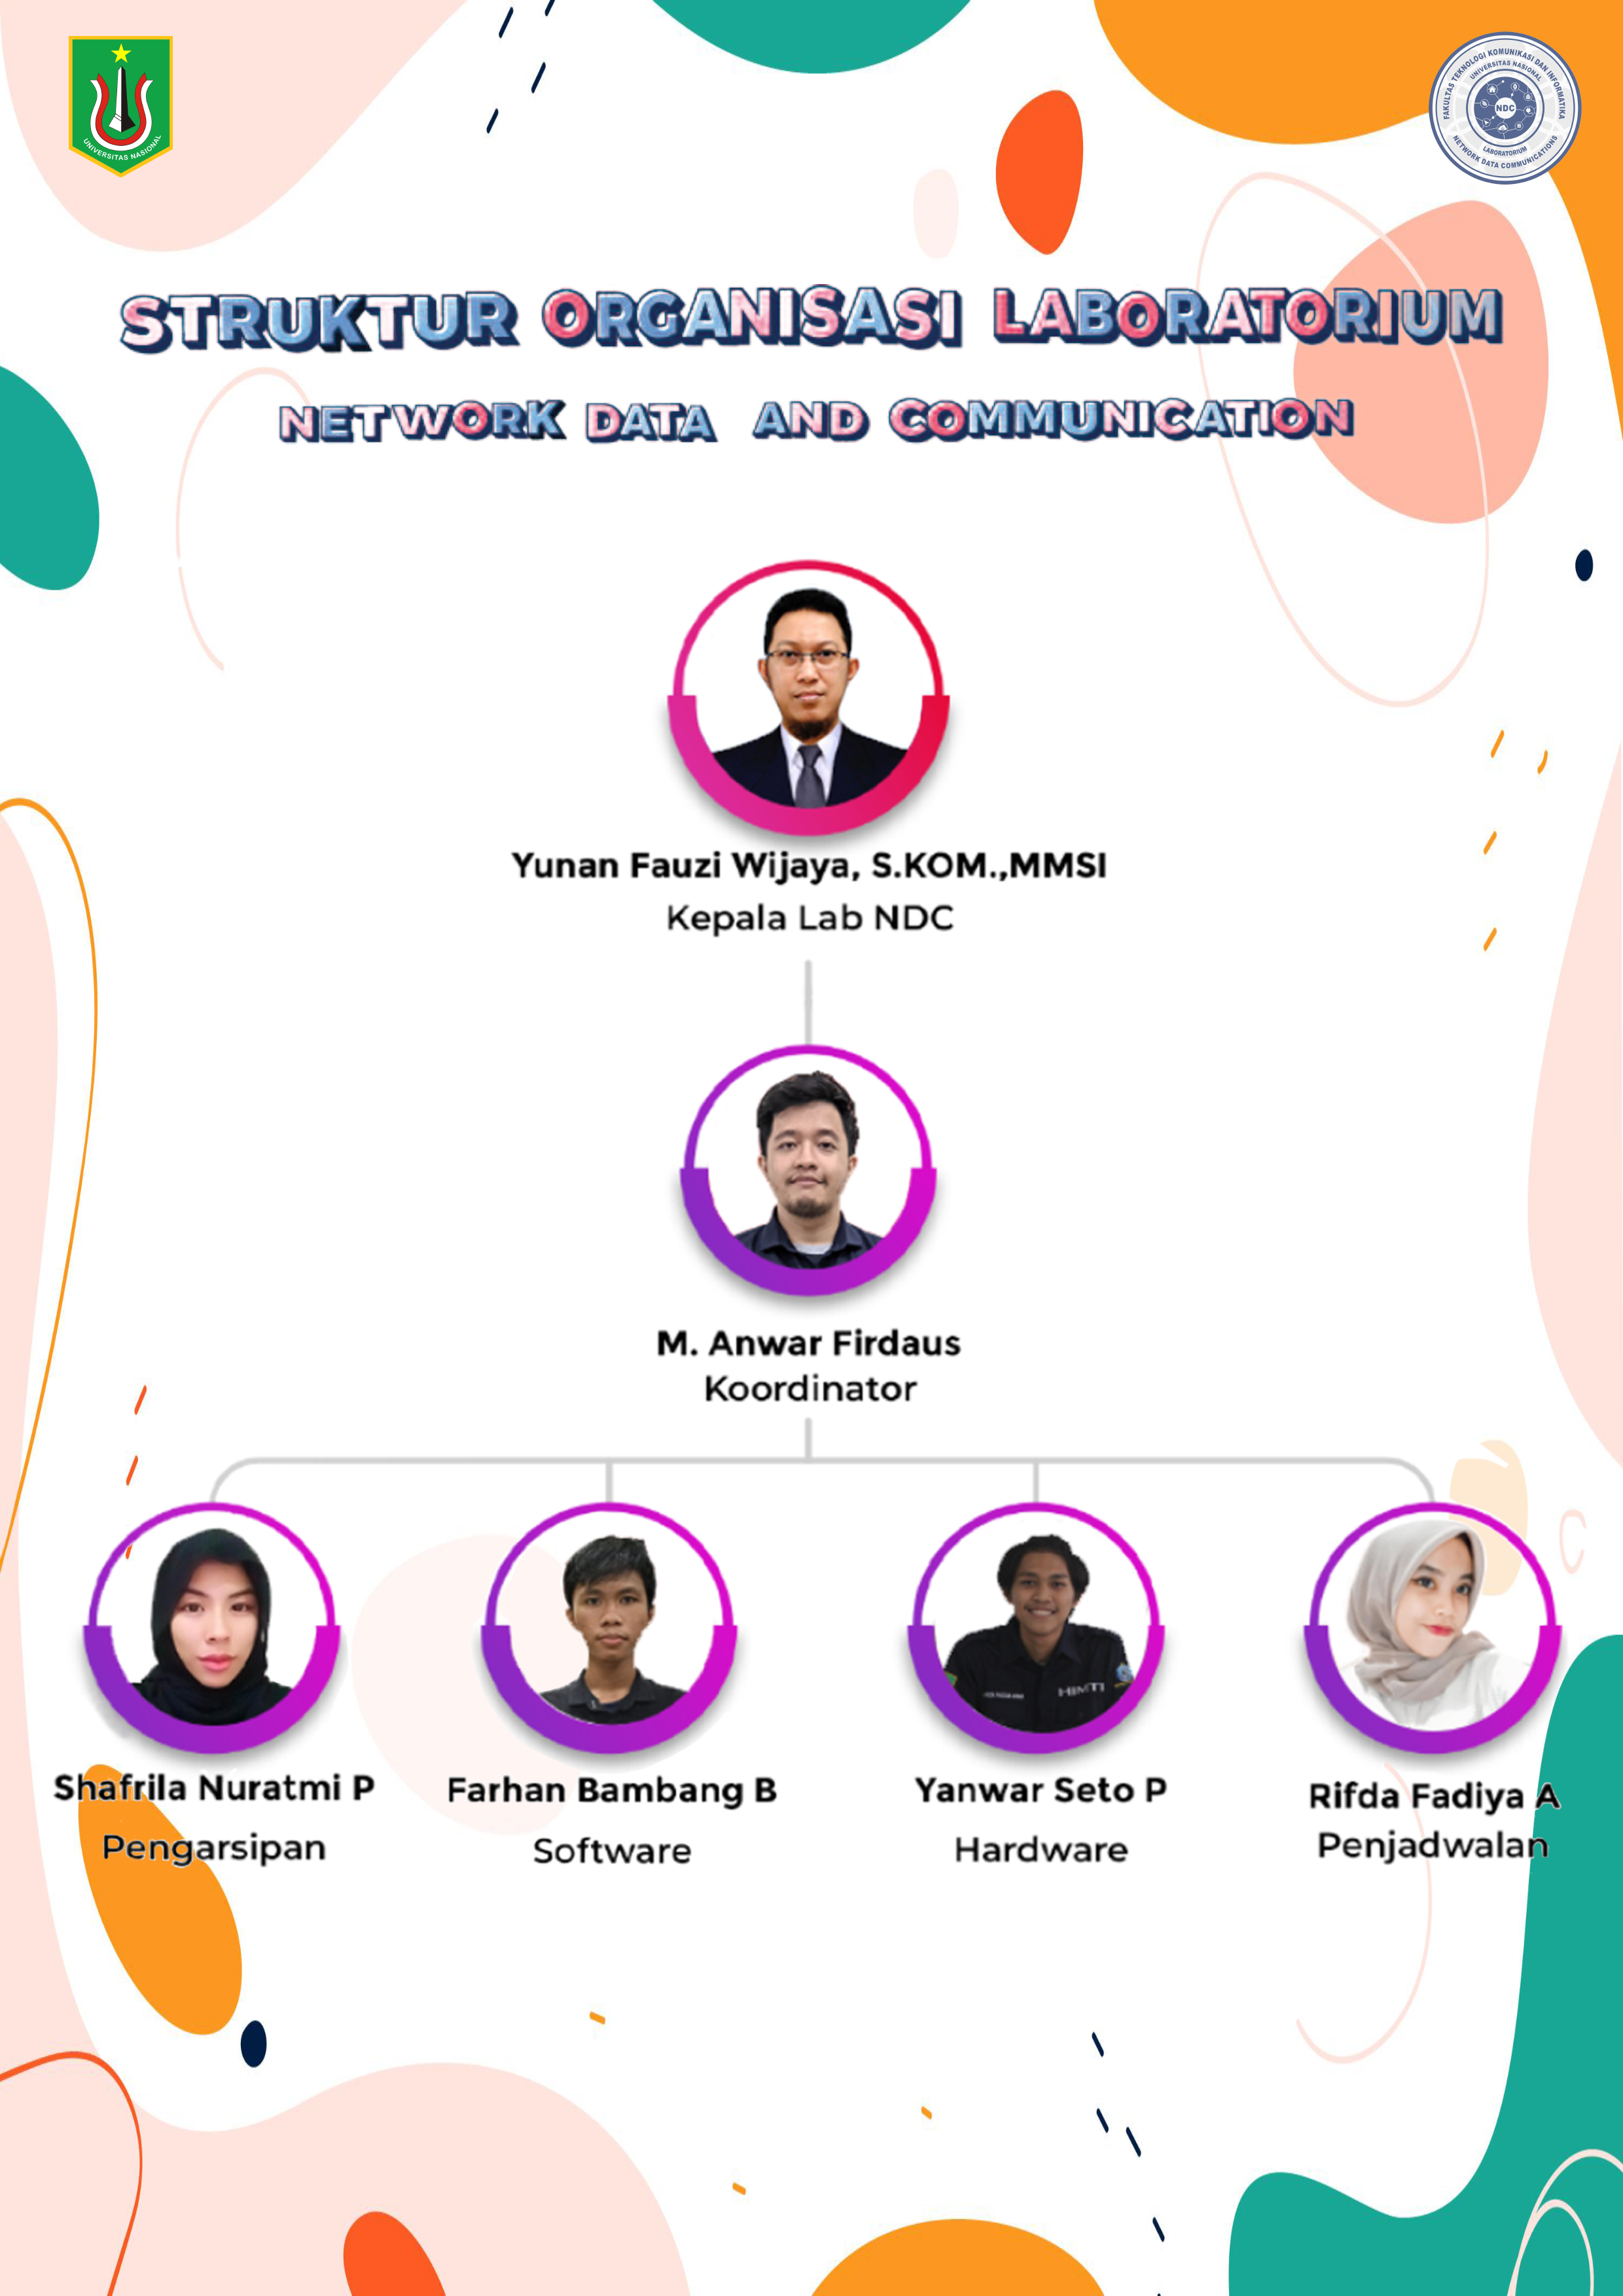 UNIVERSITAS NASIONAL
FAKULTAS TEKNOLOGI KOMUNIKASI DAN INFORMATIKA
UNIVERSITAS NASIONAL
NDC
LABORATORIUM
NETWORK DATA COMMUNICATIONS
STRUKTUR ORGANISASI LABORATORIUM
NETWORK DATA AND COMMUNICATION
Yunan Fauzi Wijaya, S.KOM.,MMSI
Kepala Lab NDC
M. Anwar Firdaus
Koordinator
HIMTI
Shafrila Nuratmi P
Farhan Bambang B
Yanwar Seto P
Rifda Fadiya A
Pengarsipan
Software
Hardware
Penjadwalan